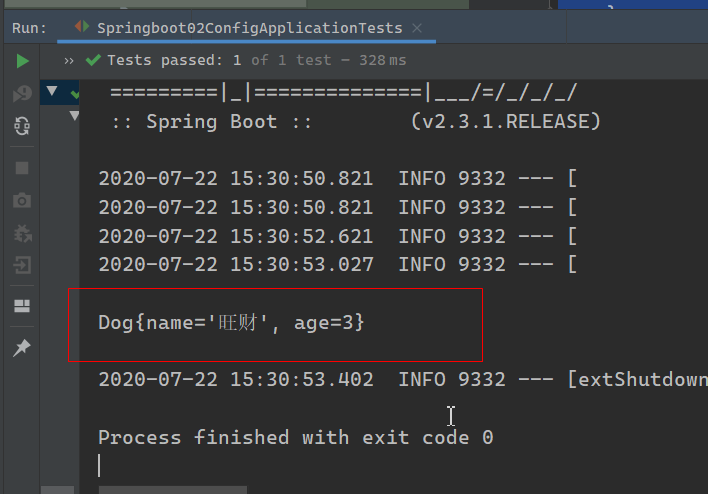 Run: Springboot02ConfigApplicationTests ×
» Tests passed: 1 of 1 test – 328 ms
=========|_|==============|___/=/_/_/_/
:: Spring Boot :: (v2.3.1.RELEASE)
2020-07-22 15:30:50.821 INFO 9332 --- [
2020-07-22 15:30:50.821 INFO 9332 --- [
2020-07-22 15:30:52.621 INFO 9332 --- [
2020-07-22 15:30:53.027 INFO 9332 --- [
Dog{name='旺财', age=3}
2020-07-22 15:30:53.402 INFO 9332 --- [extShutdown
Process finished with exit code 0